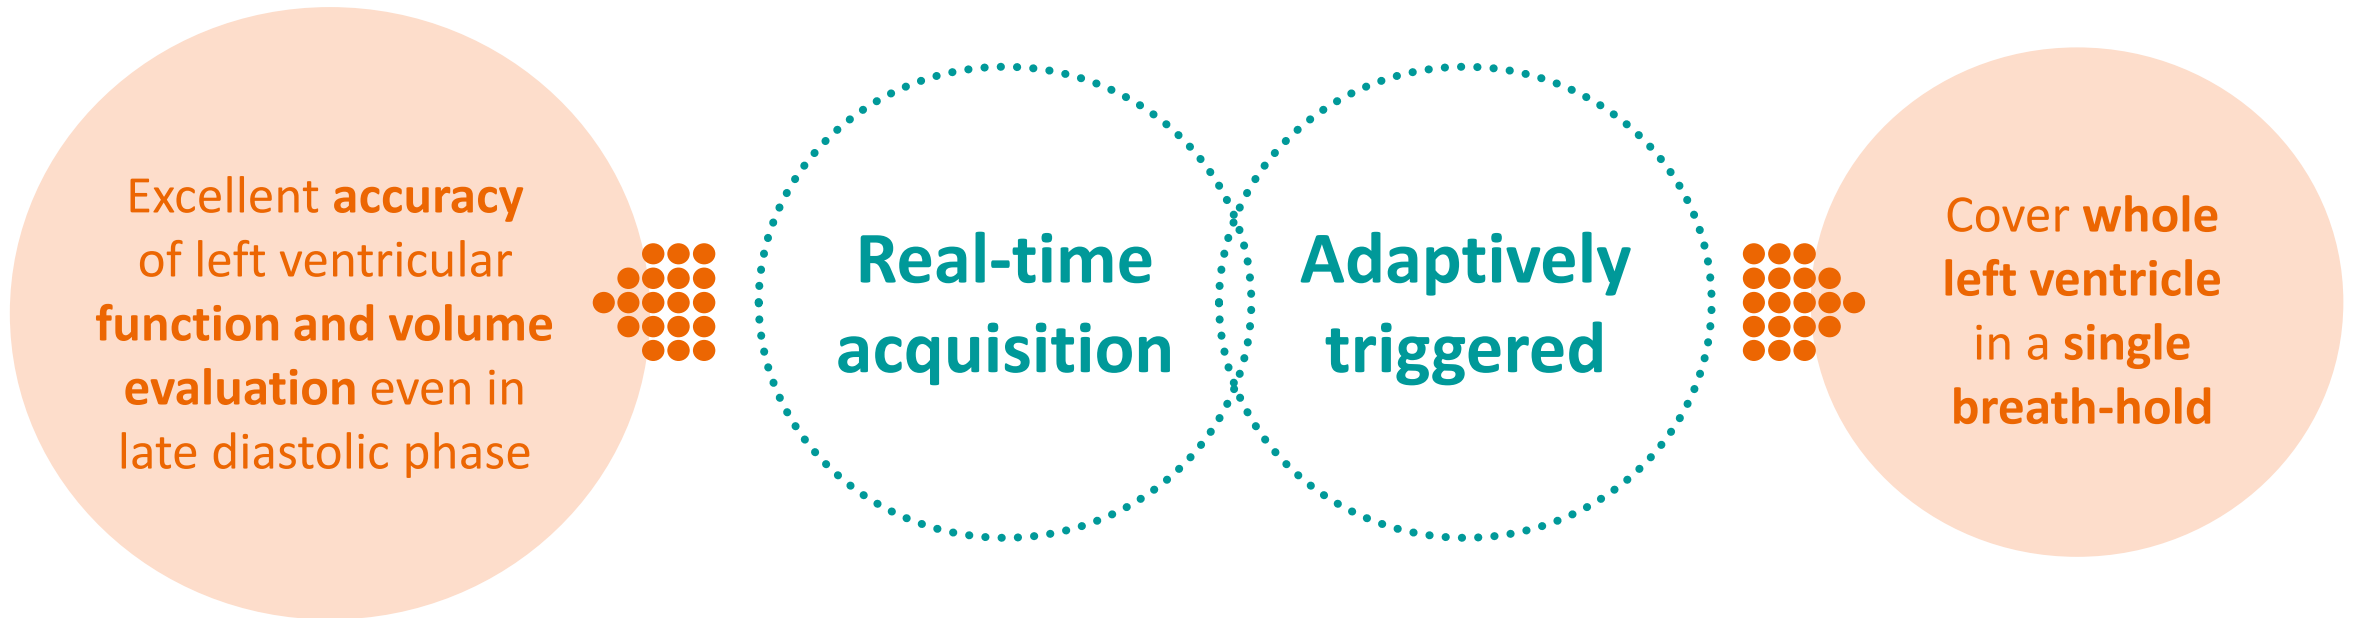 Excellent accuracy
of left ventricular
function and volume
evaluation even in
late diastolic phase
Real-time
acquisition
Adaptively
triggered
Cover whole
left ventricle
in a single
breath-hold